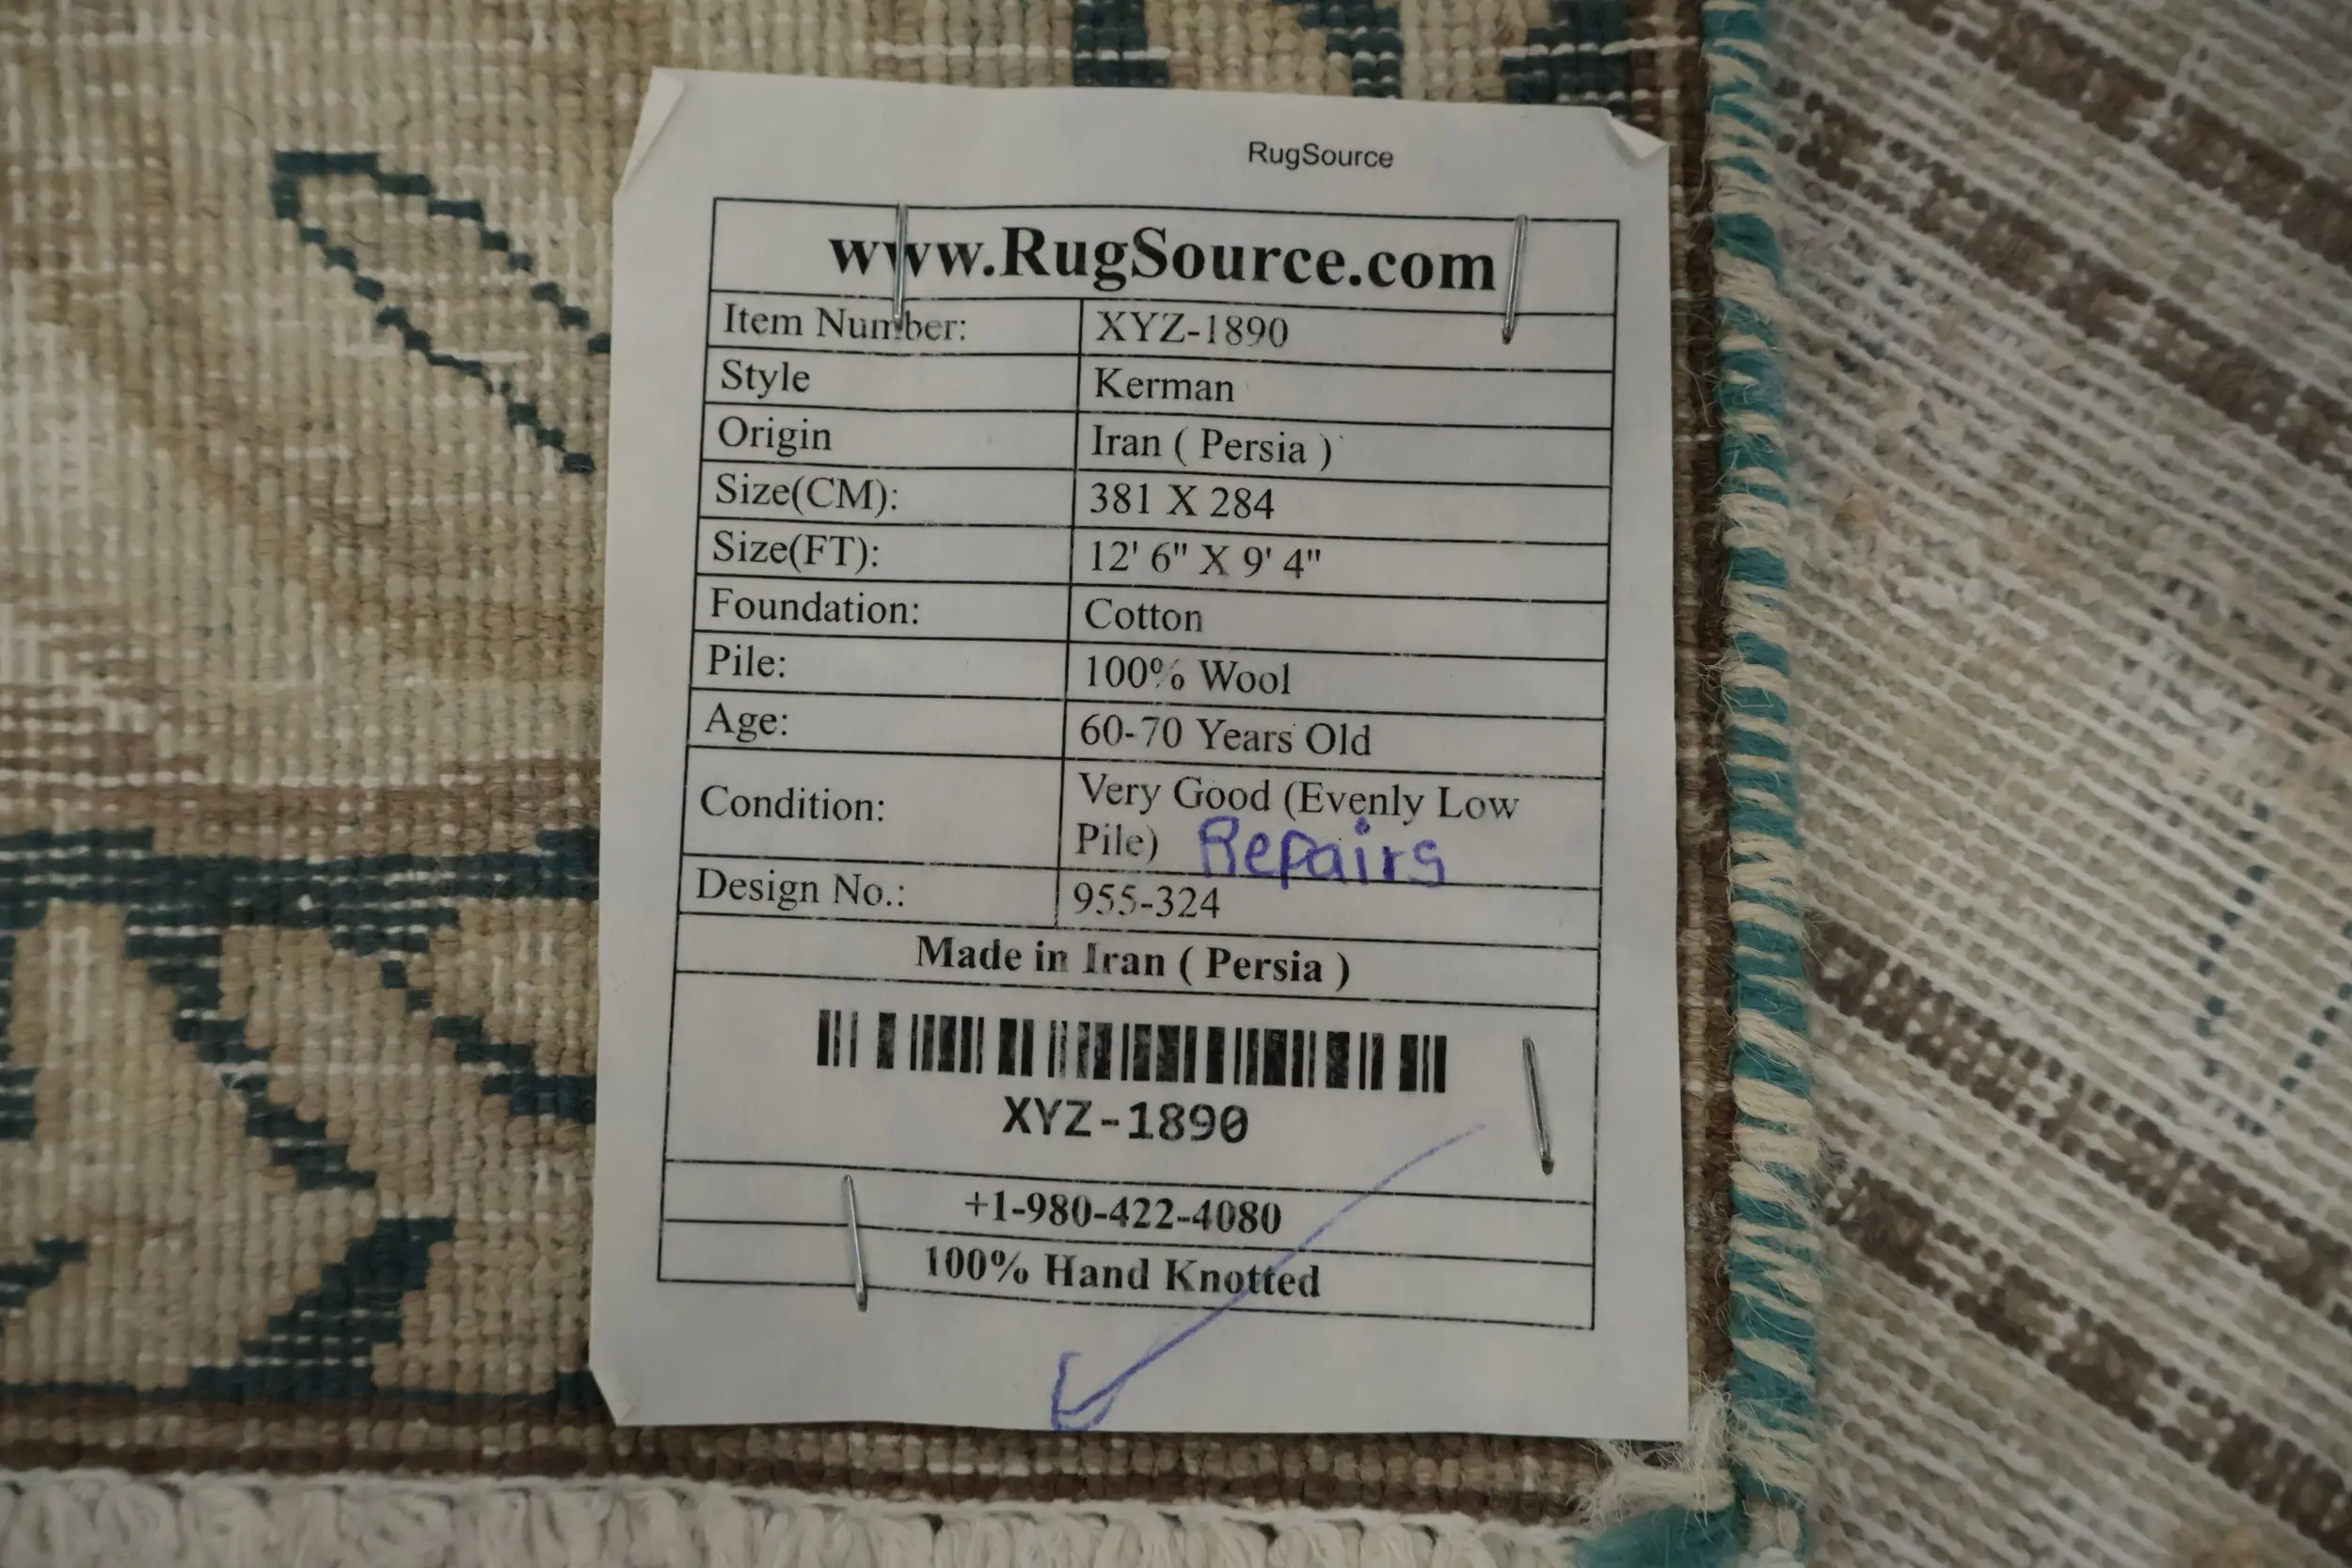 RugSource
www.RugSource.com
Item Number: XYZ-1890
Style Kerman
Origin Iran ( Persia )
Size(CM): 381 X 284
Size(FT): 12' 6" X 9' 4"
Foundation: Cotton
Pile: 100% Wool
Age: 60-70 Years Old
Condition: Very Good (Evenly Low
Pile) Repairs
Design No.: 955-324
Made in Iran ( Persia )
XYZ-1890
+1-980-422-4080
100% Hand Knotted